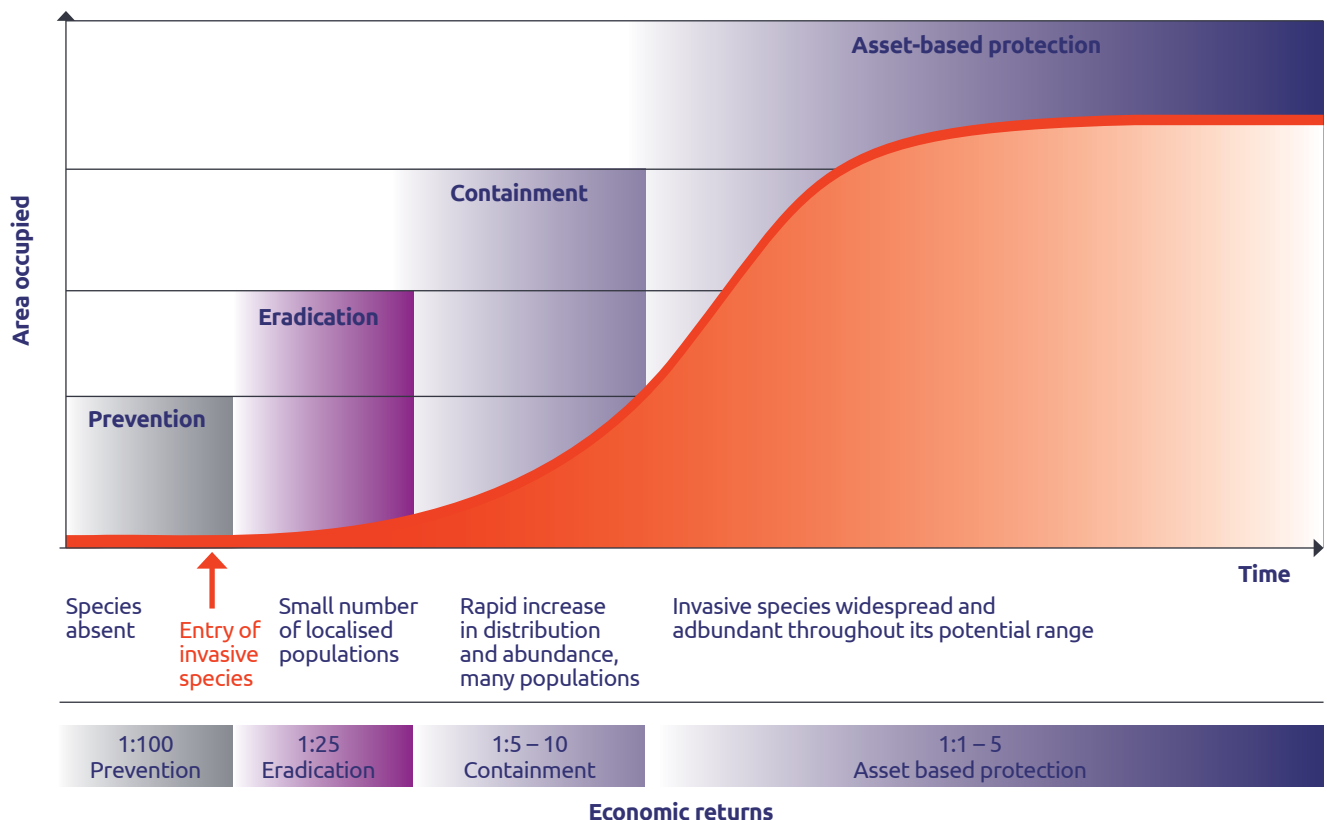 Asset-based protection
Containment
Eradication
Prevention
Area occupied
Time
Species
absent
Entry of
invasive
species
Small number
of localised
populations
Rapid increase
in distribution
and abundance,
many populations
Invasive species widespread and
adbundant throughout its potential range
1:100
Prevention
1:25
Eradication
1:5 – 10
Containment
1:1 – 5
Asset based protection
Economic returns